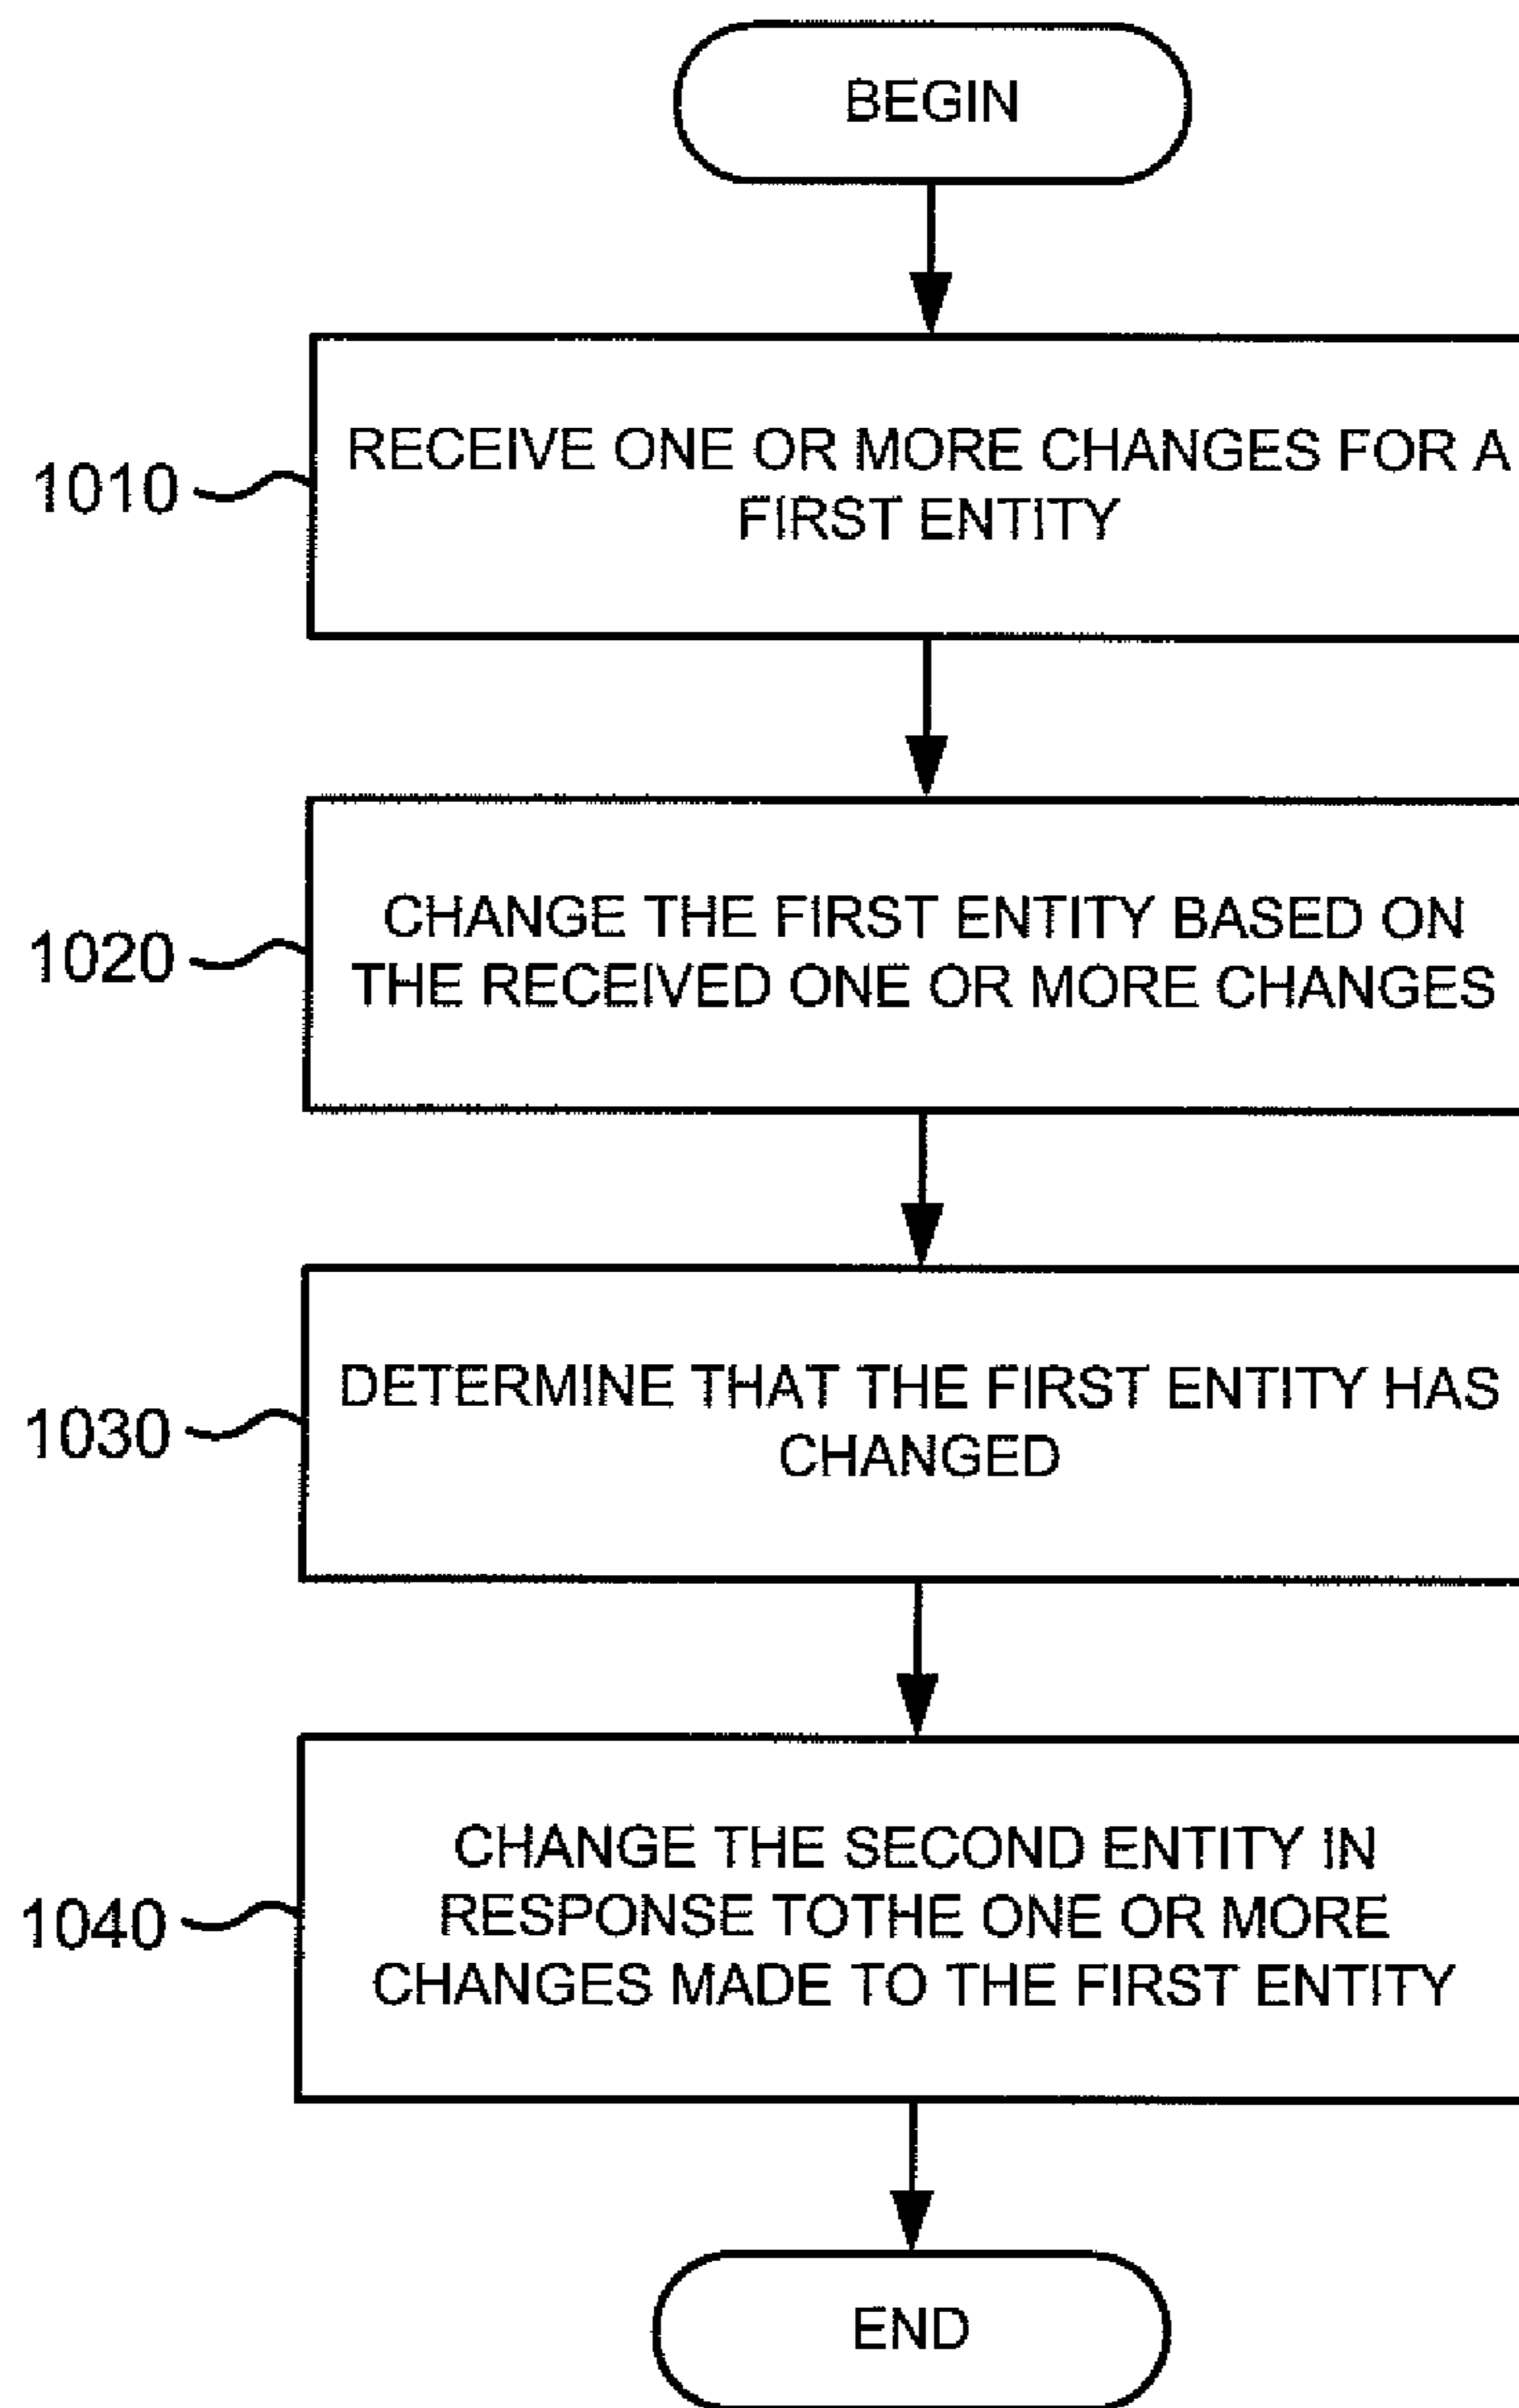 BEGIN
1010
RECEIVE ONE OR MORE CHANGES FOR A
FIRST ENTITY
1020
CHANGE THE FIRST ENTITY BASED ON
THE RECEIVED ONE OR MORE CHANGES
1030
DETERMINE THAT THE FIRST ENTITY HAS
CHANGED
1040
CHANGE THE SECOND ENTITY IN
RESPONSE TOTHE ONE OR MORE
CHANGES MADE TO THE FIRST ENTITY
END